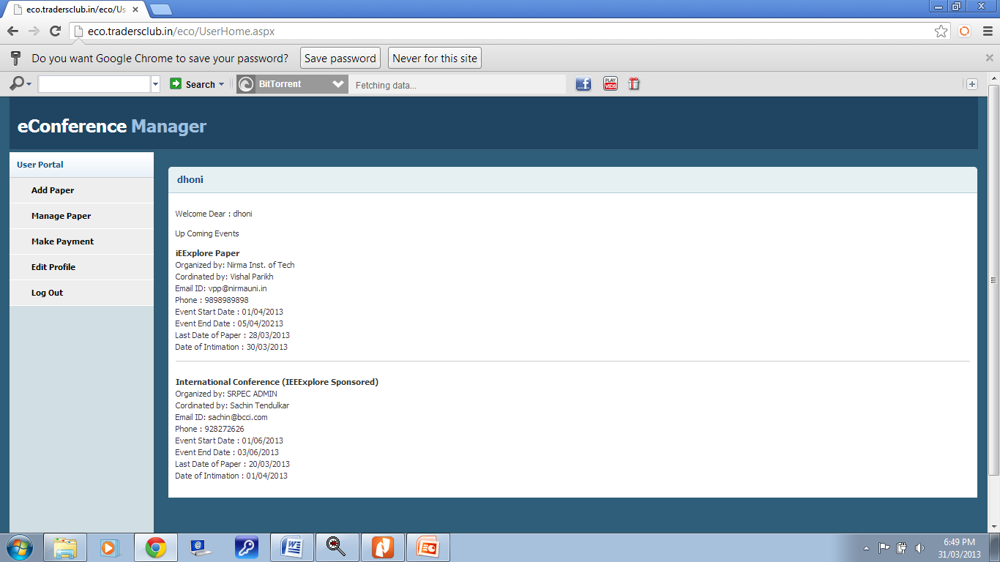 eco.tradersclub.in/eco/Us
eco.tradersclub.in/eco/UserHome.aspx
Do you want Google Chrome to save your password? Save password Never for this site
Search BitTorrent Fetching data... PLAY VIDS
eConference Manager
User Portal
Add Paper
Manage Paper
Make Payment
Edit Profile
Log Out
dhoni
Welcome Dear : dhoni
Up Coming Events
iEExplore Paper
Organized by: Nirma Inst. of Tech
Cordinated by: Vishal Parikh
Email ID: vpp@nirmauni.in
Phone : 9898989898
Event Start Date : 01/04/2013
Event End Date : 05/04/20213
Last Date of Paper : 28/03/2013
Date of Intimation : 30/03/2013
International Conference (IEEExplore Sponsored)
Organized by: SRPEC ADMIN
Cordinated by: Sachin Tendulkar
Email ID: sachin@bcci.com
Phone : 928272626
Event Start Date : 01/06/2013
Event End Date : 03/06/2013
Last Date of Paper : 20/03/2013
Date of Intimation : 01/04/2013
6:49 PM
31/03/2013